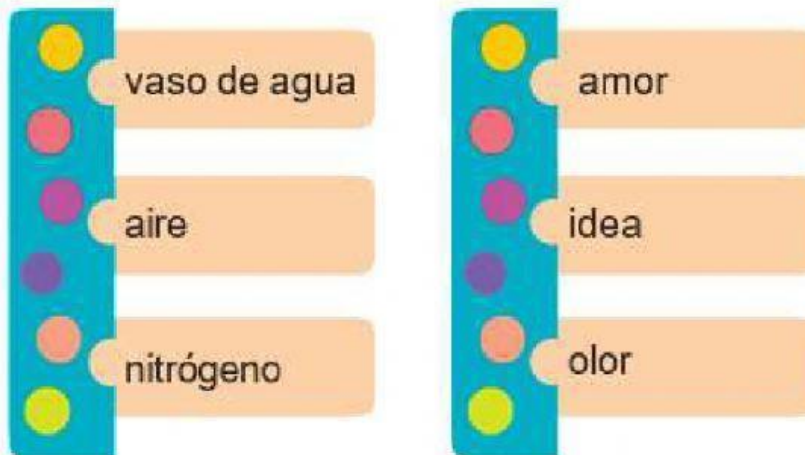 vaso de agua
aire
nitrógeno
amor
idea
olor